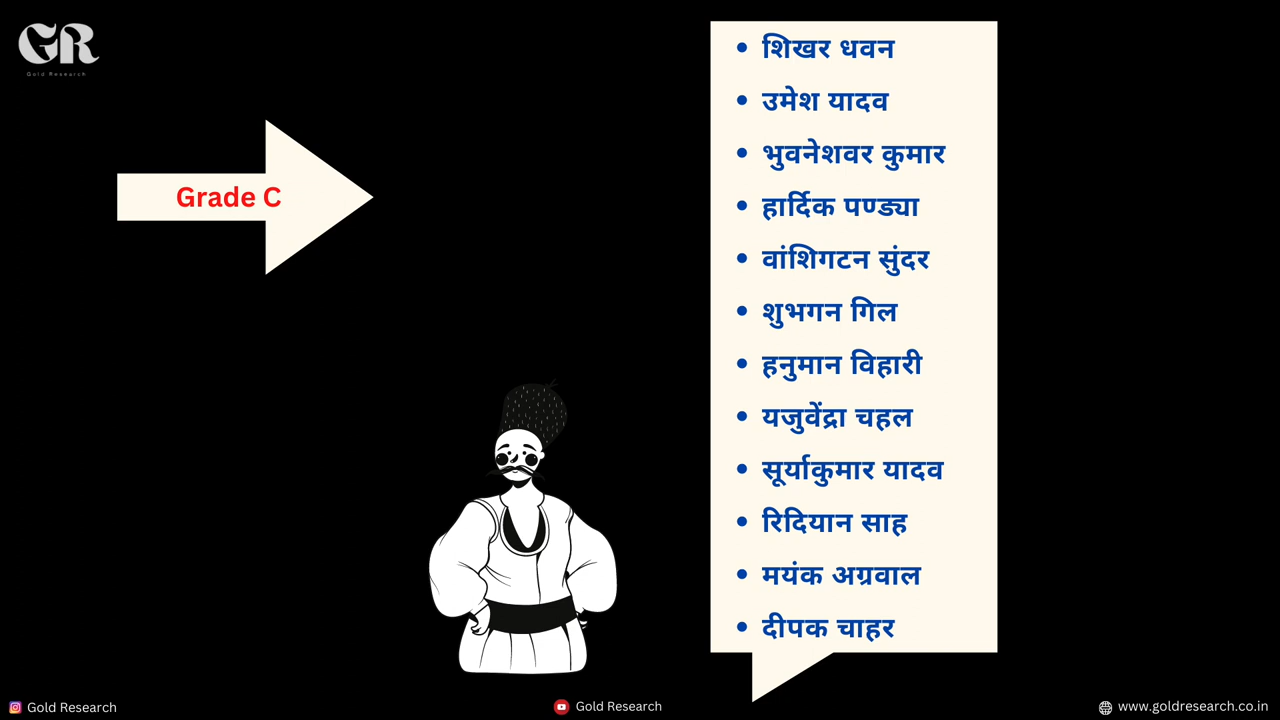 GR
Gold Research
Grade C
• शिखर धवन
• उमेश यादव
• भुवनेशवर कुमार
• हार्दिक पण्ड्या
• वांशिगटन सुंदर
• शुभगन गिल
• हनुमान विहारी
• यजुवेंद्रा चहल
• सूर्याकुमार यादव
• रिदियान साह
• मयंक अग्रवाल
• दीपक चाहर
Gold Research
Gold Research
www.goldresearch.co.in